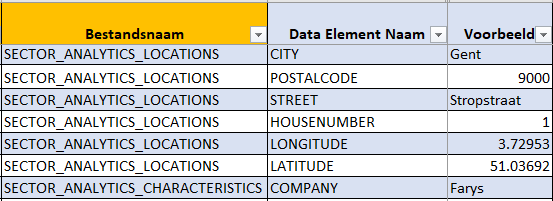 Bestandsnaam Data Element Naam Voorbeeld
SECTOR_ANALYTICS_LOCATIONS CITY Gent
SECTOR_ANALYTICS_LOCATIONS POSTALCODE 9000
SECTOR_ANALYTICS_LOCATIONS STREET Stropstraat
SECTOR_ANALYTICS_LOCATIONS HOUSENUMBER 1
SECTOR_ANALYTICS_LOCATIONS LONGITUDE 3.72953
SECTOR_ANALYTICS_LOCATIONS LATITUDE 51.03692
SECTOR_ANALYTICS_CHARACTERISTICS COMPANY Farys